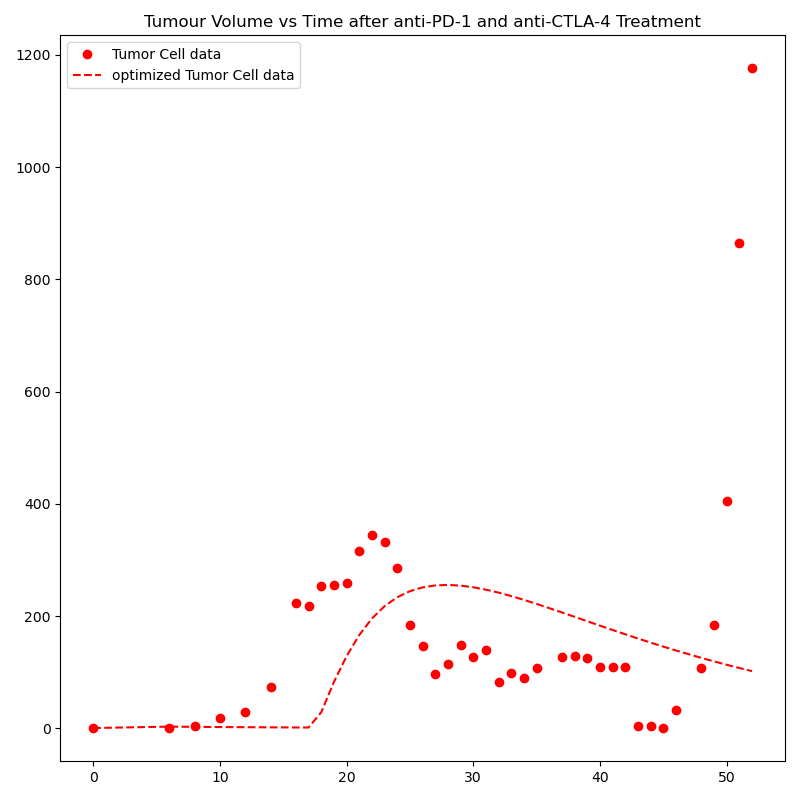 Tumour Volume vs Time after anti-PD-1 and anti-CTLA-4 Treatment
Tumor Cell data
optimized Tumor Cell data
1200
1000
800
600
400
200
0
0 10 20 30 40 50